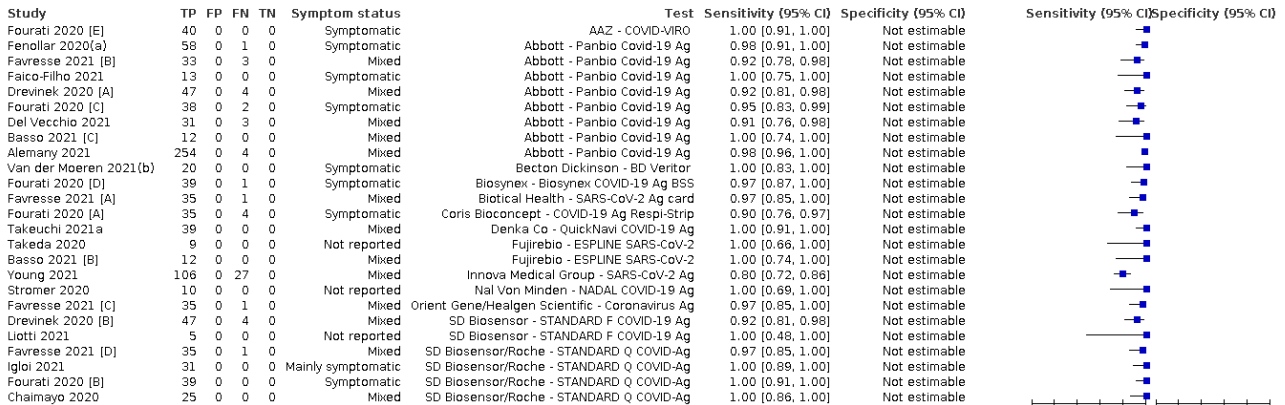 Study TP FP FN TN Symptom status Test Sensitivity (95% CI) Specificity (95% CI) Sensitivity (95% CI) Specificity (95% CI)
Fourati 2020 [E] 40 0 0 0 Symptomatic AAZ - COVID-VIRO 1.00 [0.91, 1.00] Not estimable
Fenollar 2020(a) 58 0 1 0 Symptomatic Abbott - Panbio Covid-19 Ag 0.98 [0.91, 1.00] Not estimable
Favresse 2021 [B] 33 0 3 0 Mixed Abbott - Panbio Covid-19 Ag 0.92 [0.78, 0.98] Not estimable
Faico-Filho 2021 13 0 0 0 Symptomatic Abbott - Panbio Covid-19 Ag 1.00 [0.75, 1.00] Not estimable
Drevinek 2020 [A] 47 0 4 0 Mixed Abbott - Panbio Covid-19 Ag 0.92 [0.81, 0.98] Not estimable
Fourati 2020 [C] 38 0 2 0 Symptomatic Abbott - Panbio Covid-19 Ag 0.95 [0.83, 0.99] Not estimable
Del Vecchio 2021 31 0 3 0 Mixed Abbott - Panbio Covid-19 Ag 0.91 [0.76, 0.98] Not estimable
Basso 2021 [C] 12 0 0 0 Mixed Abbott - Panbio Covid-19 Ag 1.00 [0.74, 1.00] Not estimable
Alemany 2021 254 0 4 0 Mixed Abbott - Panbio Covid-19 Ag 0.98 [0.96, 1.00] Not estimable
Van der Moeren 2021(b) 20 0 0 0 Symptomatic Becton Dickinson - BD Veritor 1.00 [0.83, 1.00] Not estimable
Fourati 2020 [D] 39 0 1 0 Symptomatic Biosynex - Biosynex COVID-19 Ag BSS 0.97 [0.87, 1.00] Not estimable
Favresse 2021 [A] 35 0 1 0 Mixed Biotical Health - SARS-CoV-2 Ag card 0.97 [0.85, 1.00] Not estimable
Fourati 2020 [A] 35 0 4 0 Symptomatic Coris Bioconcept - COVID-19 Ag Respi-Strip 0.90 [0.76, 0.97] Not estimable
Takeuchi 2021a 39 0 0 0 Mixed Denka Co - QuickNavi COVID-19 Ag 1.00 [0.91, 1.00] Not estimable
Takeda 2020 9 0 0 0 Not reported Fujirebio - ESPLINE SARS-CoV-2 1.00 [0.66, 1.00] Not estimable
Basso 2021 [B] 12 0 0 0 Mixed Fujirebio - ESPLINE SARS-CoV-2 1.00 [0.74, 1.00] Not estimable
Young 2021 106 0 27 0 Mixed Innova Medical Group - SARS-CoV-2 Ag 0.80 [0.72, 0.86] Not estimable
Stromer 2020 10 0 0 0 Not reported Nal Von Minden - NADAL COVID-19 Ag 1.00 [0.69, 1.00] Not estimable
Favresse 2021 [C] 35 0 1 0 Mixed Orient Gene/Healgen Scientific - Coronavirus Ag 0.97 [0.85, 1.00] Not estimable
Drevinek 2020 [B] 47 0 4 0 Mixed SD Biosensor - STANDARD F COVID-19 Ag 0.92 [0.81, 0.98] Not estimable
Liotti 2021 5 0 0 0 Not reported SD Biosensor - STANDARD F COVID-19 Ag 1.00 [0.48, 1.00] Not estimable
Favresse 2021 [D] 35 0 1 0 Mixed SD Biosensor/Roche - STANDARD Q COVID-Ag 0.97 [0.85, 1.00] Not estimable
Igloi 2021 31 0 0 0 Mainly symptomatic SD Biosensor/Roche - STANDARD Q COVID-Ag 1.00 [0.89, 1.00] Not estimable
Fourati 2020 [B] 39 0 0 0 Symptomatic SD Biosensor/Roche - STANDARD Q COVID-Ag 1.00 [0.91, 1.00] Not estimable
Chaimayo 2020 25 0 0 0 Mixed SD Biosensor/Roche - STANDARD Q COVID-Ag 1.00 [0.86, 1.00] Not estimable